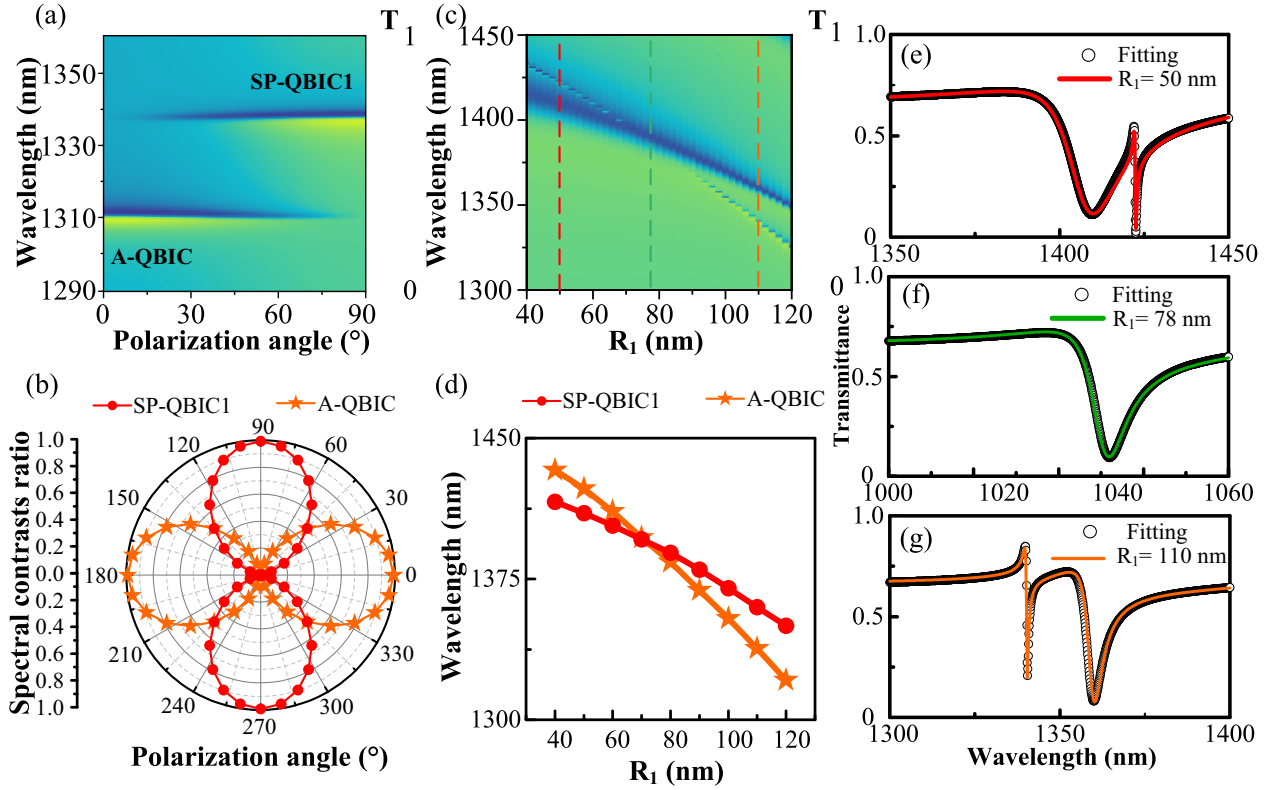 (a)
T
1
0
Wavelength (nm)
1350
1330
1310
1290
SP-QBIC1
A-QBIC
0
30
60
90
Polarization angle (°)
(b)
SP-QBIC1
A-QBIC
Spectral contrasts ratio
1.0
0.8
0.6
0.4
0.2
0.0
0.2
0.4
0.6
0.8
1.0
90
60
30
0
330
300
270
240
210
180
150
120
Polarization angle (°)
(c)
T
1
0
Wavelength (nm)
1450
1400
1350
1300
40
60
80
100
120
R1 (nm)
(d)
SP-QBIC1
A-QBIC
Wavelength (nm)
1450
1375
1300
40
60
80
100
120
R1 (nm)
(e)
Fitting
R1= 50 nm
1.0
0.5
0
1350
1400
1450
(f)
Fitting
R1= 78 nm
Transmittance
1.0
0.5
0
1000
1020
1040
1060
(g)
Fitting
R1= 110 nm
1.0
0.5
0
1300
1350
1400
Wavelength (nm)